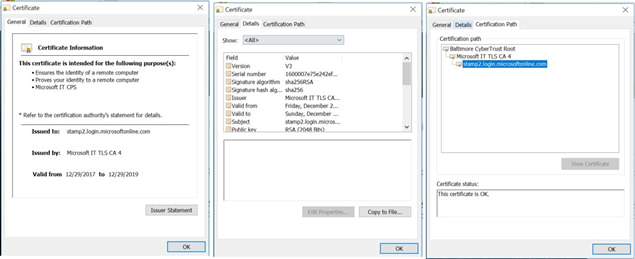 Certificate
General Details Certification Path
Certificate Information
This certificate is intended for the following purpose(s):
• Ensures the identity of a remote computer
• Proves your identity to a remote computer
• Microsoft IT CPS
* Refer to the certification authority's statement for details.
Issued to: stamp2.login.microsoftonline.com
Issued by: Microsoft IT TLS CA 4
Valid from 12/29/2017 to 12/29/2019
Issuer Statement
OK
Certificate
General Details Certification Path
Show: <All>
Field Value
Version V3
Serial number 1600007e75e242ef...
Signature algorithm sha256RSA
Signature hash alg... sha256
Issuer Microsoft IT TLS CA...
Valid from Friday, December 2...
Valid to Sunday, December ...
Subject stamp2.login.micros...
Public key RSA (2048 Bits)
Edit Properties... Copy to File...
OK
Certificate
General Details Certification Path
Certification path
Baltimore CyberTrust Root
Microsoft IT TLS CA 4
stamp2.login.microsoftonline.com
View Certificate
Certificate status:
This certificate is OK.
OK